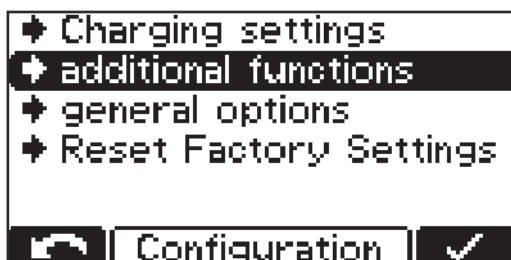 Charging settings
additional functions
general options
Reset Factory Settings
Configuration